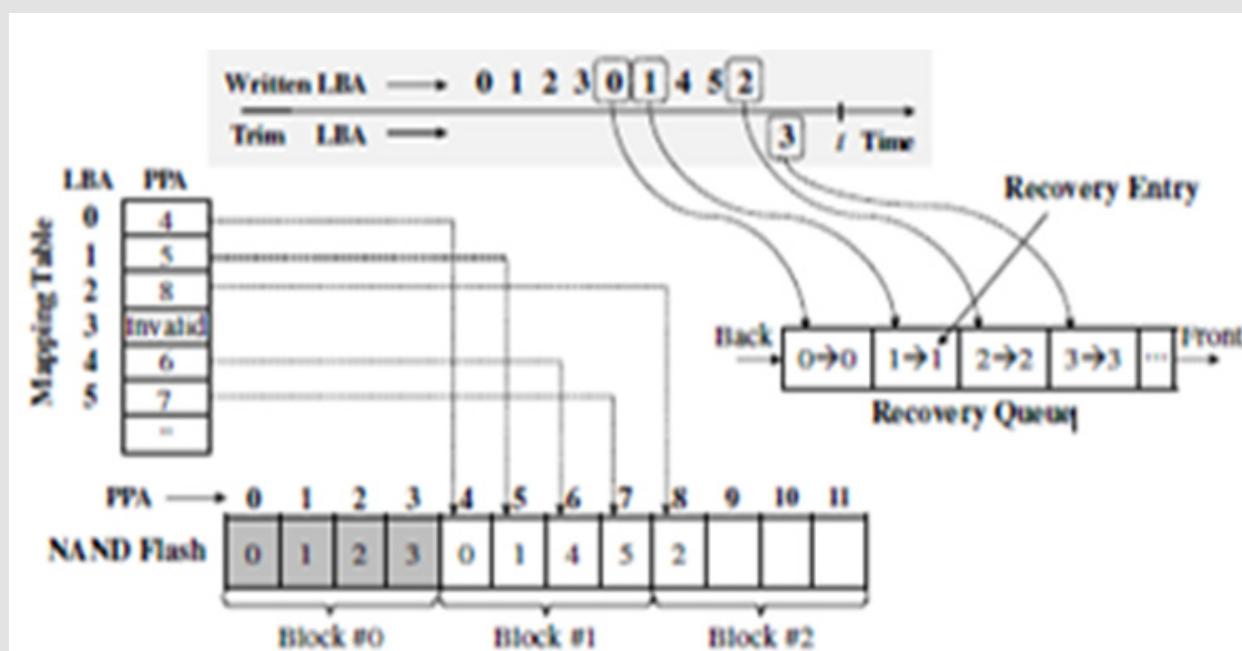 Written LBA 0 1 2 3 0 1 4 5 2
Trim LBA 3 t Time
LBA PPA
Mapping Table
0 4
1 5
2 8
3 Invalid
4 6
5 7
Recovery Entry
Back 0→0 1→1 2→2 3→3 ... Front
Recovery Queue
PPA 0 1 2 3 4 5 6 7 8 9 10 11
NAND Flash 0 1 2 3 0 1 4 5 2
Block #0 Block #1 Block #2